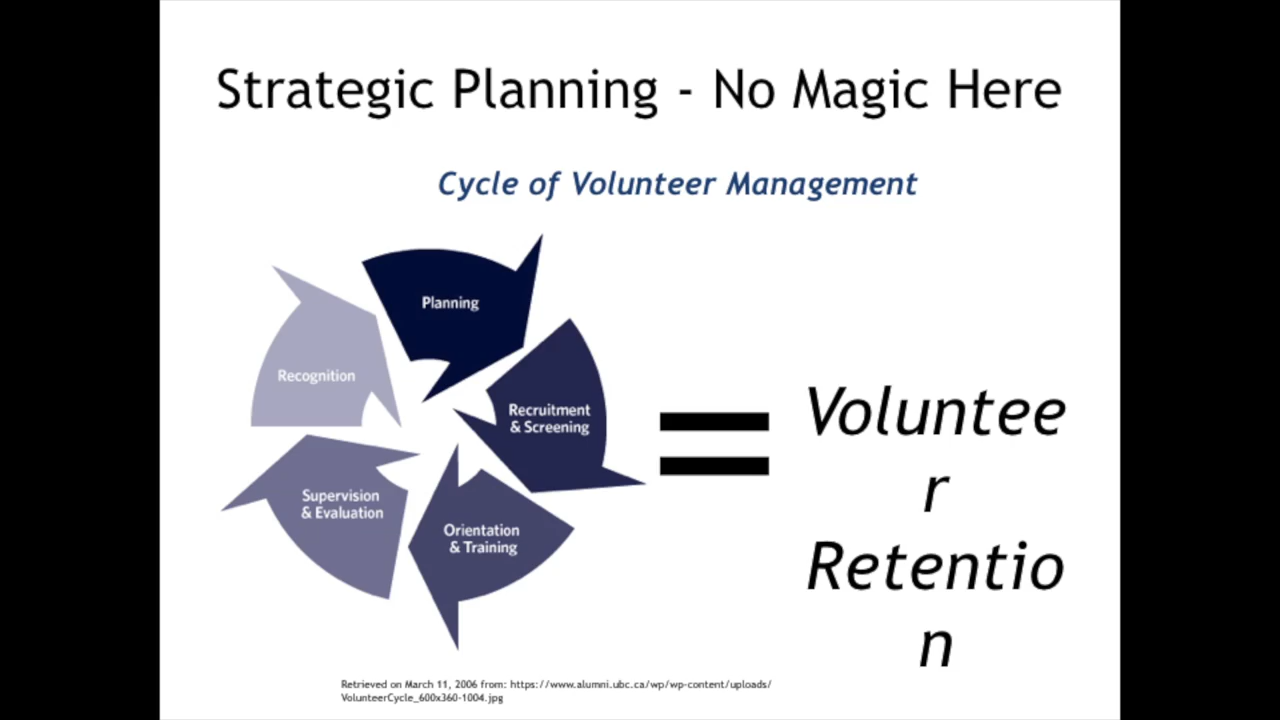 Strategic Planning - No Magic Here
Cycle of Volunteer Management
Planning
Recruitment
& Screening
Orientation
& Training
Supervision
& Evaluation
Recognition
=
Voluntee
r
Retentio
n
Retrieved on March 11, 2006 from: https://www.alumni.ubc.ca/wp/wp-content/uploads/
VolunteerCycle_600x360-1004.jpg